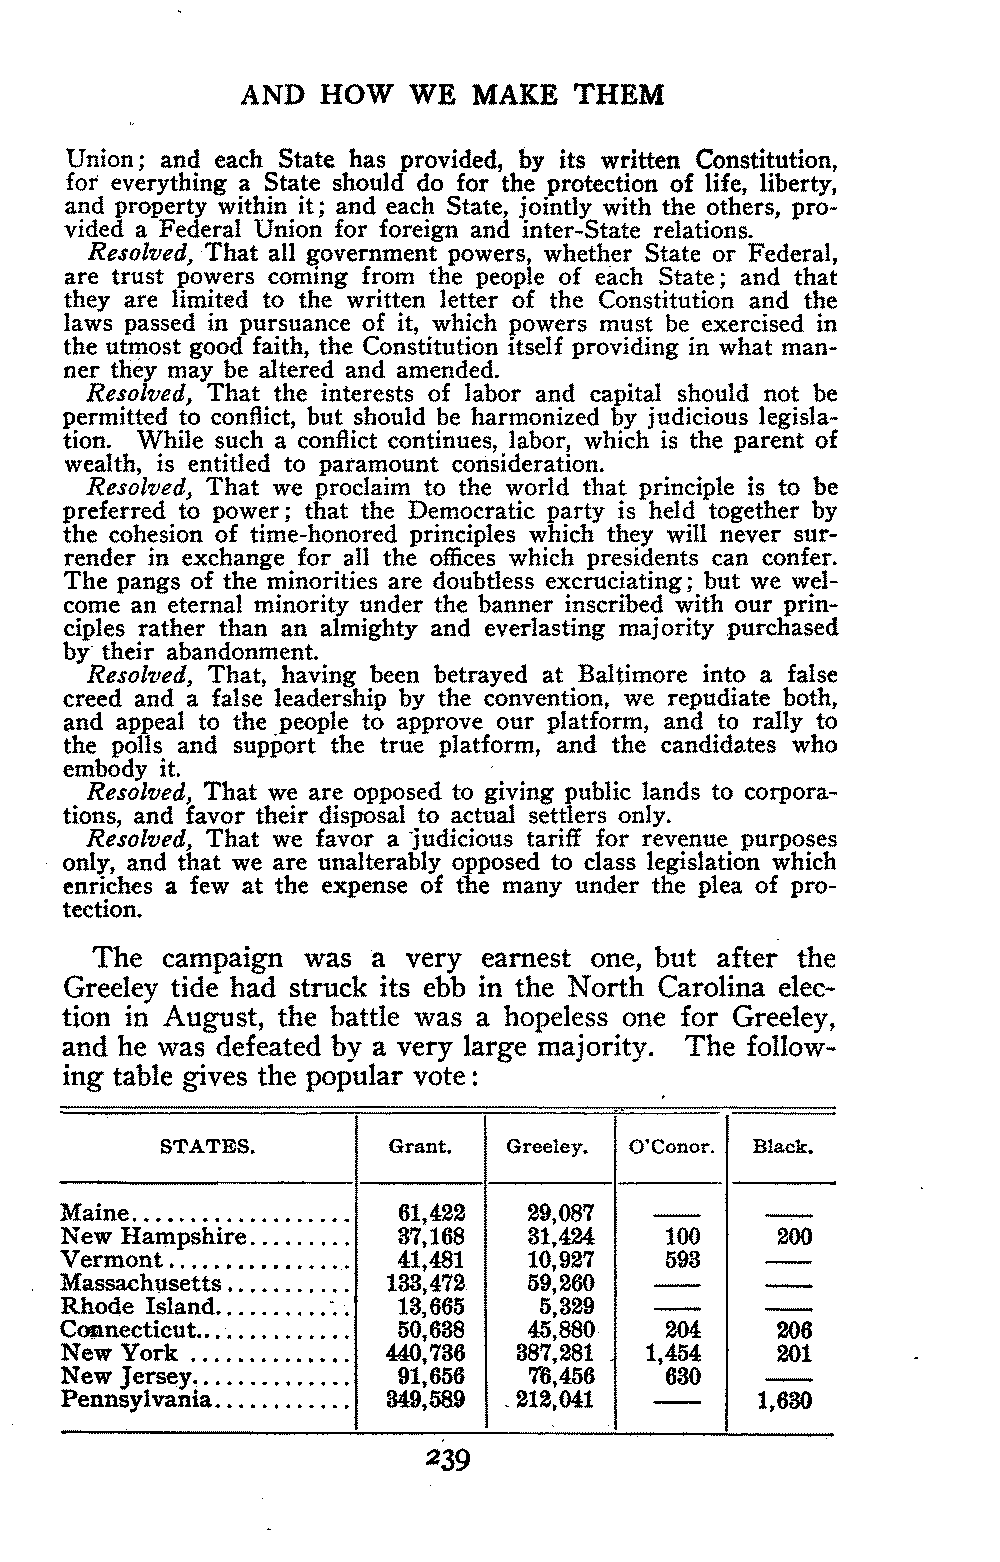 AND HOW WE MAKE THEM
Union; and each State has provided, by its written Constitution,
for everything a State should do for the protection of life, liberty,
and property within it; and each State, jointly with the others, pro-
vided a Federal Union for foreign and inter-State relations.
Resolved, That all government powers, whether State or Federal,
are trust powers coming from the people of each State; and that
they are limited to the written letter of the Constitution and the
laws passed in pursuance of it, which powers must be exercised in
the utmost good faith, the Constitution itself providing in what man-
ner they may be altered and amended.
Resolved, That the interests of labor and capital should not be
permitted to conflict, but should be harmonized by judicious legisla-
tion. While such a conflict continues, labor, which is the parent of
wealth, is entitled to paramount consideration.
Resolved, That we proclaim to the world that principle is to be
preferred to power; that the Democratic party is held together by
the cohesion of time-honored principles which they will never sur-
render in exchange for all the offices which presidents can confer.
The pangs of the minorities are doubtless excruciating; but we wel-
come an eternal minority under the banner inscribed with our prin-
ciples rather than an almighty and everlasting majority purchased
by their abandonment.
Resolved, That, having been betrayed at Baltimore into a false
creed and a false leadership by the convention, we repudiate both,
and appeal to the people to approve our platform, and to rally to
the polls and support the true platform, and the candidates who
embody it.
Resolved, That we are opposed to giving public lands to corpora-
tions, and favor their disposal to actual settlers only.
Resolved, That we favor a judicious tariff for revenue purposes
only, and that we are unalterably opposed to class legislation which
enriches a few at the expense of the many under the plea of pro-
tection.
The campaign was a very earnest one, but after the
Greeley tide had struck its ebb in the North Carolina elec-
tion in August, the battle was a hopeless one for Greeley,
and he was defeated by a very large majority. The follow-
ing table gives the popular vote:
STATES. Grant. Greeley. O'Conor. Black.
Maine................... 61,422 29,087 —— ——
New Hampshire......... 37,168 31,424 100 200
Vermont................ 41,481 10,927 593 ——
Massachusetts........... 133,472 59,260 —— ——
Rhode Island............ 13,665 5,329 —— ——
Connecticut.............. 50,638 45,880 204 206
New York .............. 440,736 387,281 1,454 201
New Jersey.............. 91,656 76,456 630 ——
Pennsylvania............ 349,589 212,041 —— 1,630
239